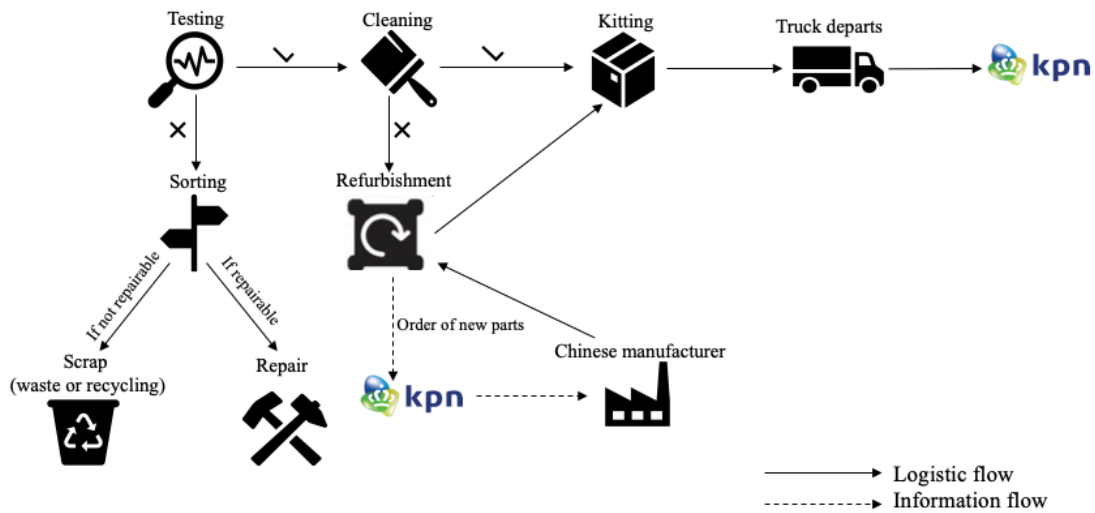 Testing
Cleaning
Kitting
Truck departs
kpn
Sorting
Refurbishment
If not repairable
If repairable
Order of new parts
Chinese manufacturer
Scrap
(waste or recycling)
Repair
kpn
Logistic flow
Information flow